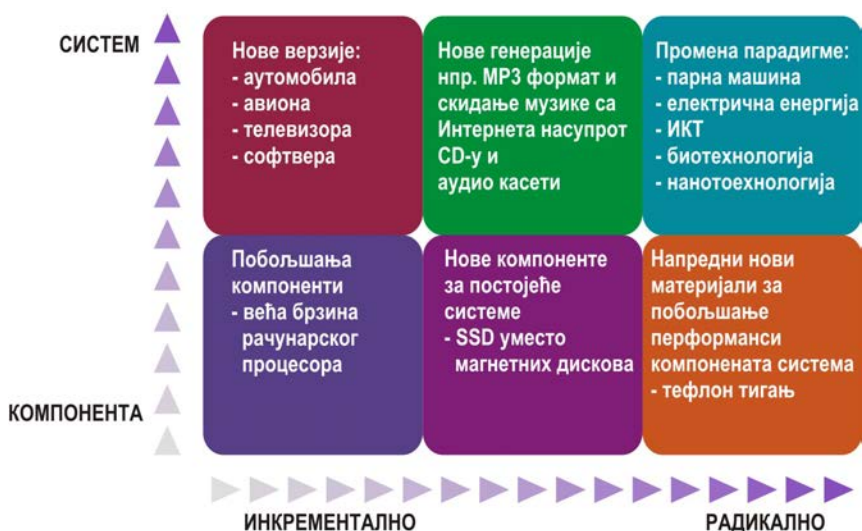 СИСТЕМ
Нове верзије:
- аутомобила
- авиона
- телевизора
- софтвера
Нове генерације
нпр. MP3 формат и
скидање музике са
Интернета насупрот
CD-у и
аудио касети
Промена парадигме:
- парна машина
- електрична енергија
- ИКТ
- биотехнологија
- нанотоехнологија
Побољшања
компоненти
- већа брзина
рачунарског
процесора
Нове компоненте
за постојеће
системе
- SSD уместо
магнетних дискова
Напредни нови
материјали за
побољшање
перформанси
компонената система
- тефлон тигањ
КОМПОНЕНТА
ИНКРЕМЕНТАЛНО
РАДИКАЛНО